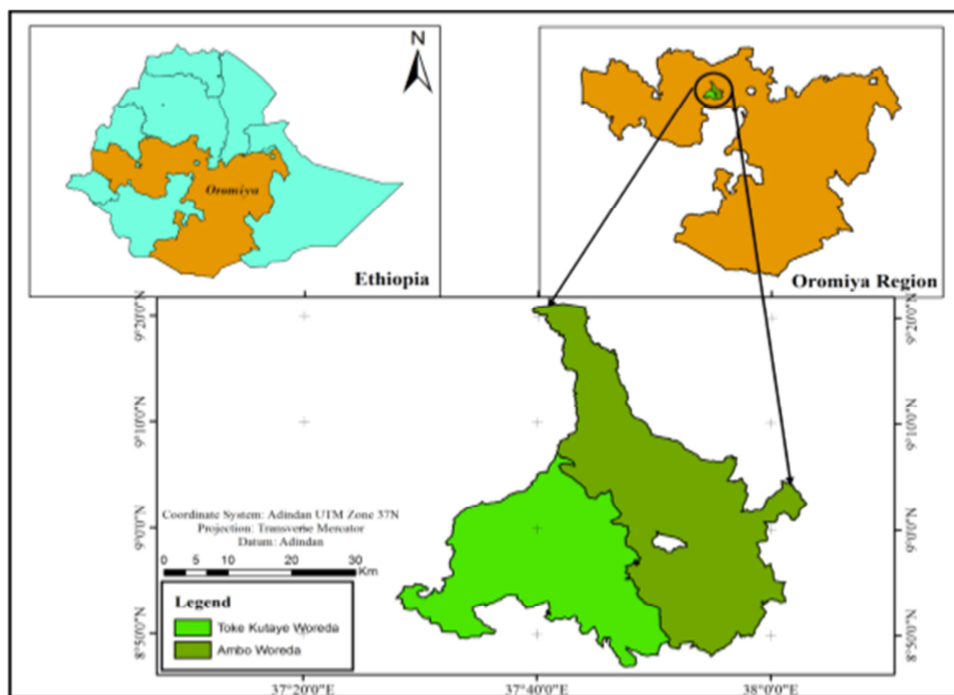 N
Oromiya
Ethiopia
Oromiya Region
9°20'0"N
9°20'0"N
9°10'0"N
9°10'0"N
9°0'0"N
9°0'0"N
8°50'0"N
8°50'0"N
Coordinate System: Adindan UTM Zone 37N
Projection: Transverse Mercator
Datum: Adindan
0 5 10 20 30
Km
Legend
Toke Kutaye Woreda
Ambo Woreda
37°20'0"E
37°40'0"E
38°0'0"E